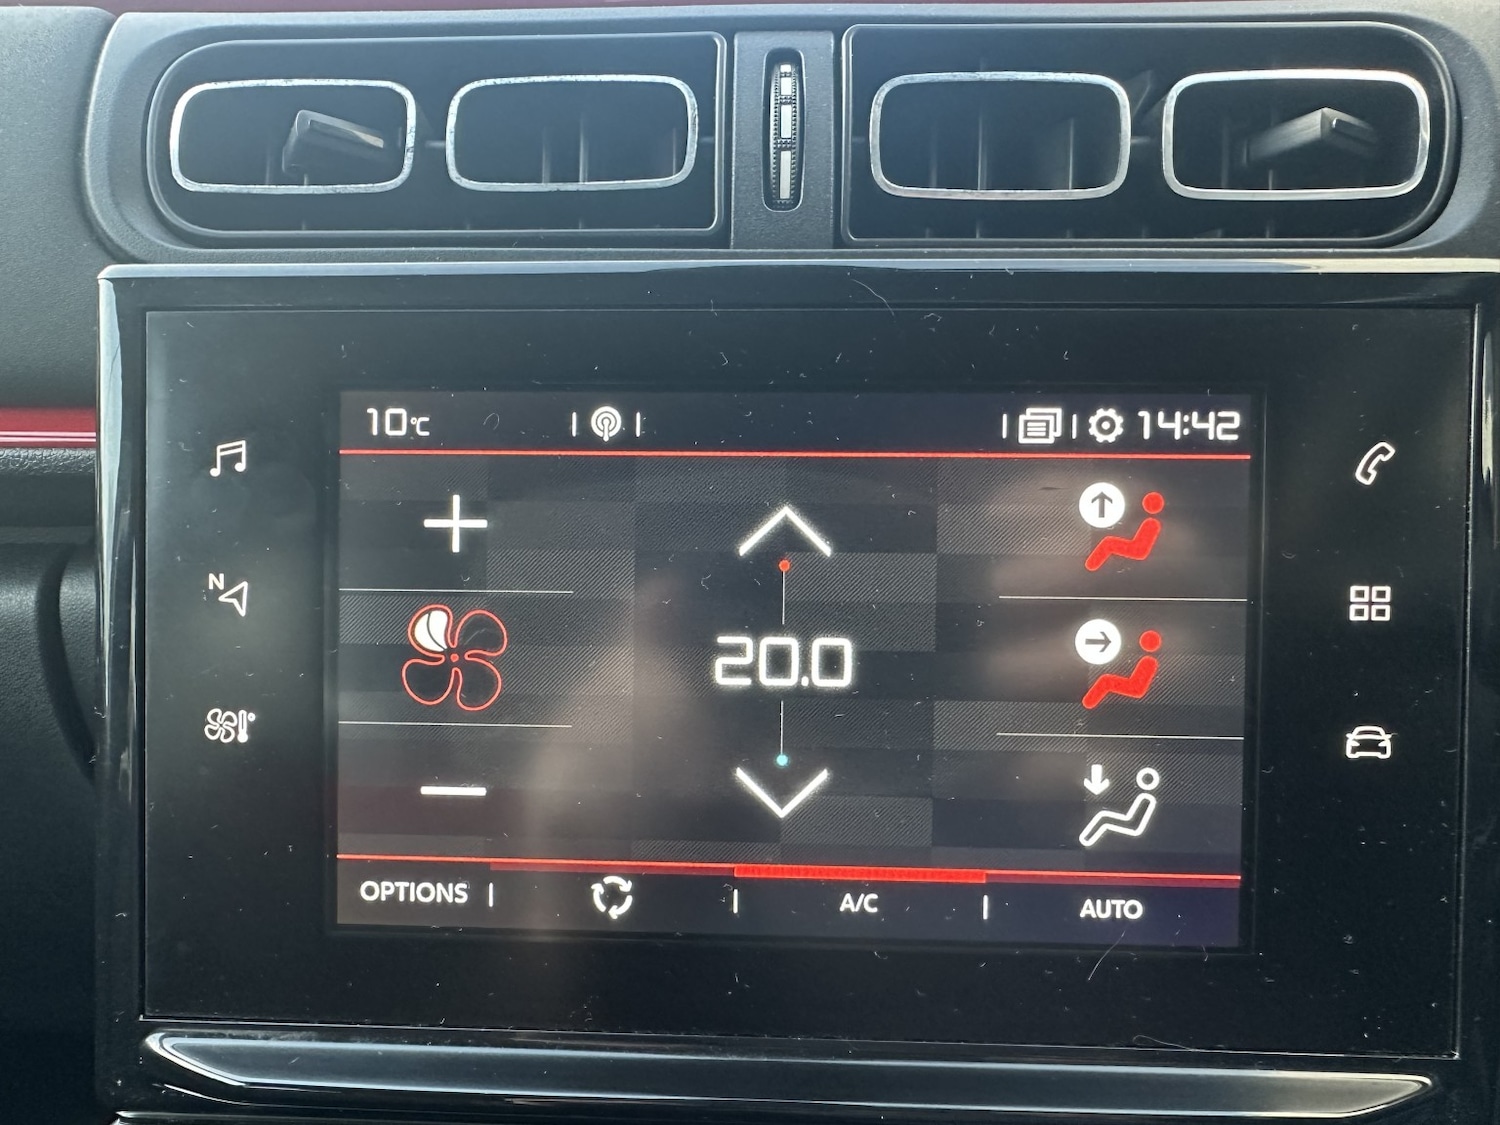 10°C
14:42
N
20.0
OPTIONS
A/C
AUTO